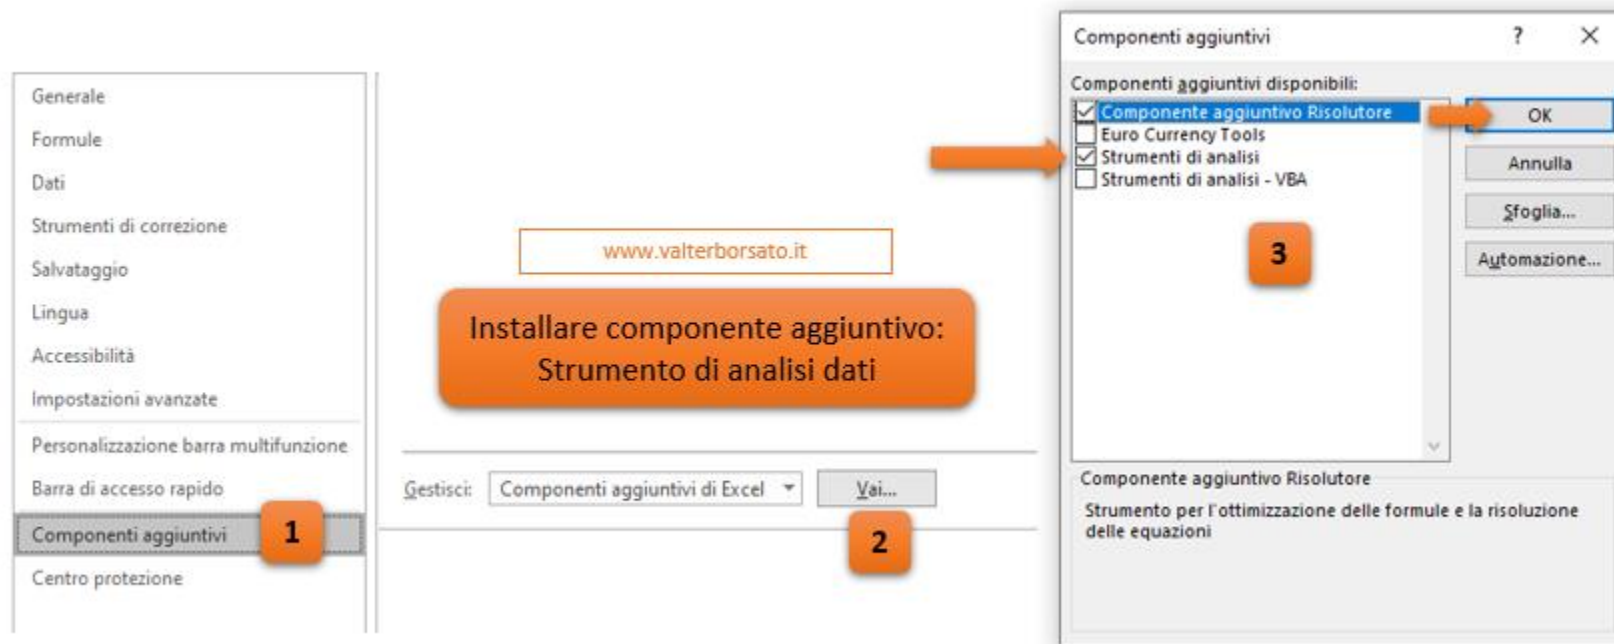 Generale
Formule
Dati
Strumenti di correzione
Salvataggio
Lingua
Accessibilità
Impostazioni avanzate
Personalizzazione barra multifunzione
Barra di accesso rapido
Componenti aggiuntivi
1
Centro protezione
www.valterborsato.it
Installare componente aggiuntivo:
Strumento di analisi dati
Gestisci: Componenti aggiuntivi di Excel Vai...
2
Componenti aggiuntivi ? ×
Componenti aggiuntivi disponibili:
Componente aggiuntivo Risolutore
Euro Currency Tools
Strumenti di analisi
Strumenti di analisi - VBA
3
OK
Annulla
Sfoglia...
Automazione...
Componente aggiuntivo Risolutore
Strumento per l'ottimizzazione delle formule e la risoluzione
delle equazioni